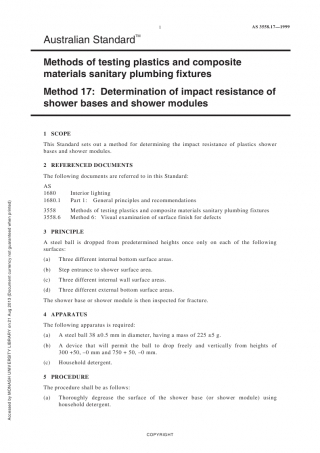 1
AS 3558.17—1999
Australian Standard™
Methods of testing plastics and composite
materials sanitary plumbing fixtures
Method 17: Determination of impact resistance of
shower bases and shower modules
1 SCOPE
This Standard sets out a method for determining the impact resistance of plastics shower
bases and shower modules.
2 REFERENCED DOCUMENTS
The following documents are referred to in this Standard:
AS
1680 Interior lighting
1680.1 Part 1: General principles and recommendations
3558 Methods of testing plastics and composite materials sanitary plumbing fixtures
3558.6 Method 6: Visual examination of surface finish for defects
3 PRINCIPLE
A steel ball is dropped from predetermined heights once only on each of the following
surfaces:
(a) Three different internal bottom surface areas.
(b) Step entrance to shower surface area.
(c) Three different internal wall surface areas.
(d) Three different external bottom surface areas.
The shower base or shower module is then inspected for fracture.
4 APPARATUS
The following apparatus is required:
(a) A steel ball 38 ±0.5 mm in diameter, having a mass of 225 ±5 g.
(b) A device that will permit the ball to drop freely and vertically from heights of
300 +50, –0 mm and 750 + 50, –0 mm.
(c) Household detergent.
5 PROCEDURE
The procedure shall be as follows:
(a) Thoroughly degrease the surface of the shower base (or shower module) using
household detergent.
COPYRIGHT
Accessed by MONASH UNIVERSITY LIBRARY on 21 Aug 2013 (Document currency not guaranteed when printed)